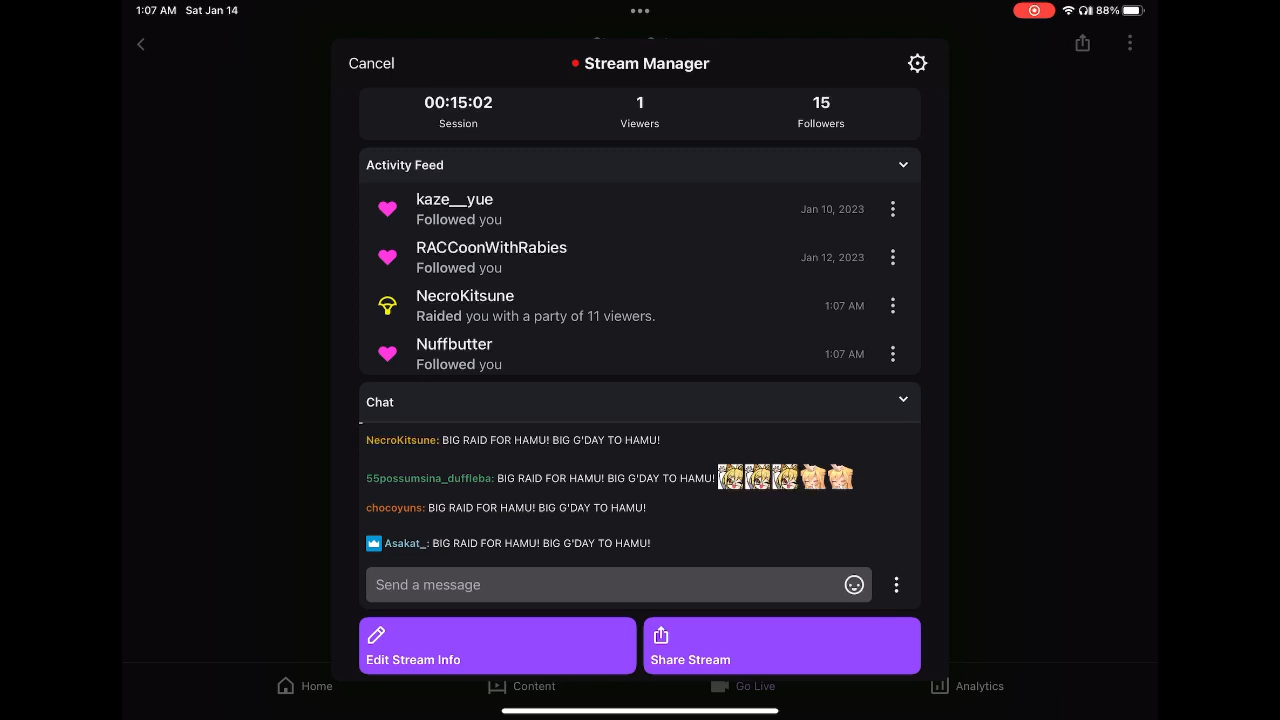 1:07 AM Sat Jan 14
88%
Cancel
Stream Manager
00:15:02
Session
1
Viewers
15
Followers
Activity Feed
kaze__yue
Followed you
Jan 10, 2023
RACCoonWithRabies
Followed you
Jan 12, 2023
NecroKitsune
Raided you with a party of 11 viewers.
1:07 AM
Nuffbutter
Followed you
1:07 AM
Chat
NecroKitsune: BIG RAID FOR HAMU! BIG G'DAY TO HAMU!
55possumsina_duffleba: BIG RAID FOR HAMU! BIG G'DAY TO HAMU!
chocoyuns: BIG RAID FOR HAMU! BIG G'DAY TO HAMU!
Asakat_: BIG RAID FOR HAMU! BIG G'DAY TO HAMU!
Send a message
Edit Stream Info
Share Stream
Home
Content
Go Live
Analytics